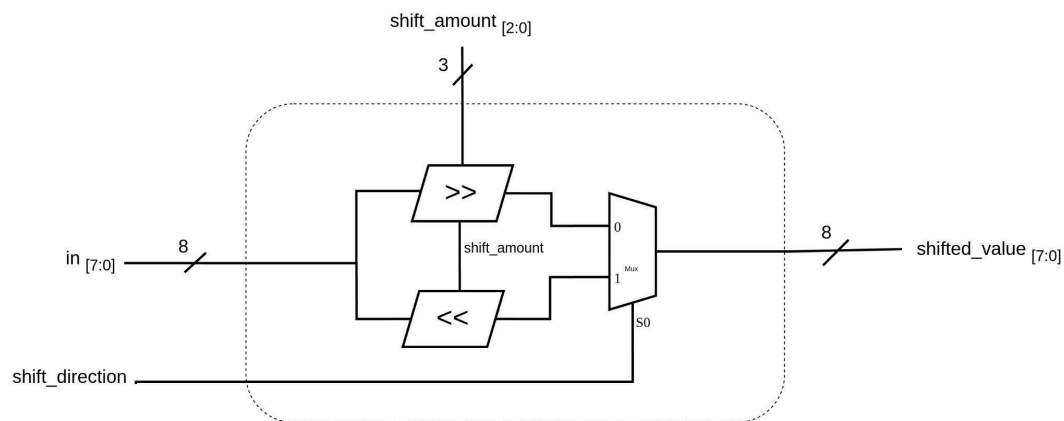 shift_amount [2:0]
3
>>
0
8
8
shift_amount
shifted_value [7:0]
in [7:0]
Mux
1
<<
S0
shift_direction